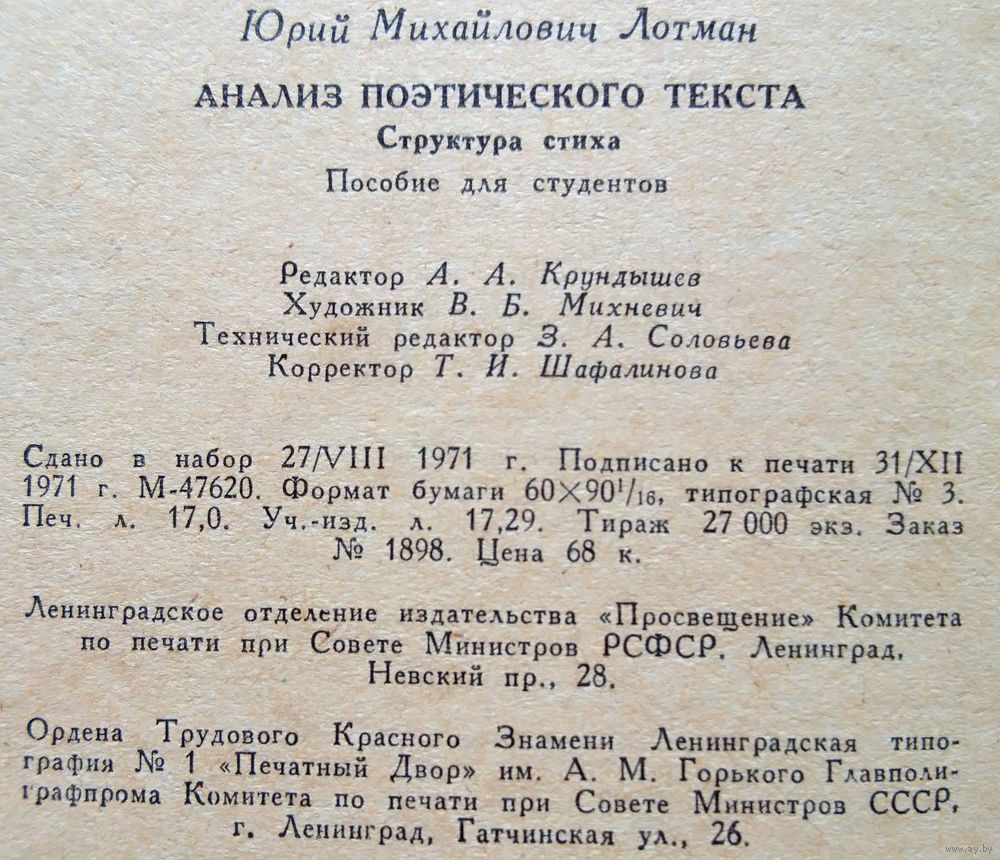 Юрий Михайлович Лотман
АНАЛИЗ ПОЭТИЧЕСКОГО ТЕКСТА
Структура стиха
Пособие для студентов
Редактор А. А. Крундышев
Художник В. Б. Михневич
Технический редактор З. А. Соловьева
Корректор Т. И. Шафалинова
Сдано в набор 27/VIII 1971 г. Подписано к печати 31/XII
1971 г. М-47620. Формат бумаги 60×90¹/₁₆, типографская № 3.
Печ. л. 17,0. Уч.-изд. л. 17,29. Тираж 27 000 экз. Заказ
№ 1898. Цена 68 к.
Ленинградское отделение издательства «Просвещение» Комитета
по печати при Совете Министров РСФСР. Ленинград,
Невский пр., 28.
Ордена Трудового Красного Знамени Ленинградская типо-
графия № 1 «Печатный Двор» им. А. М. Горького Главполи-
графпрома Комитета по печати при Совете Министров СССР,
г. Ленинград, Гатчинская ул., 26.
www.ay.by